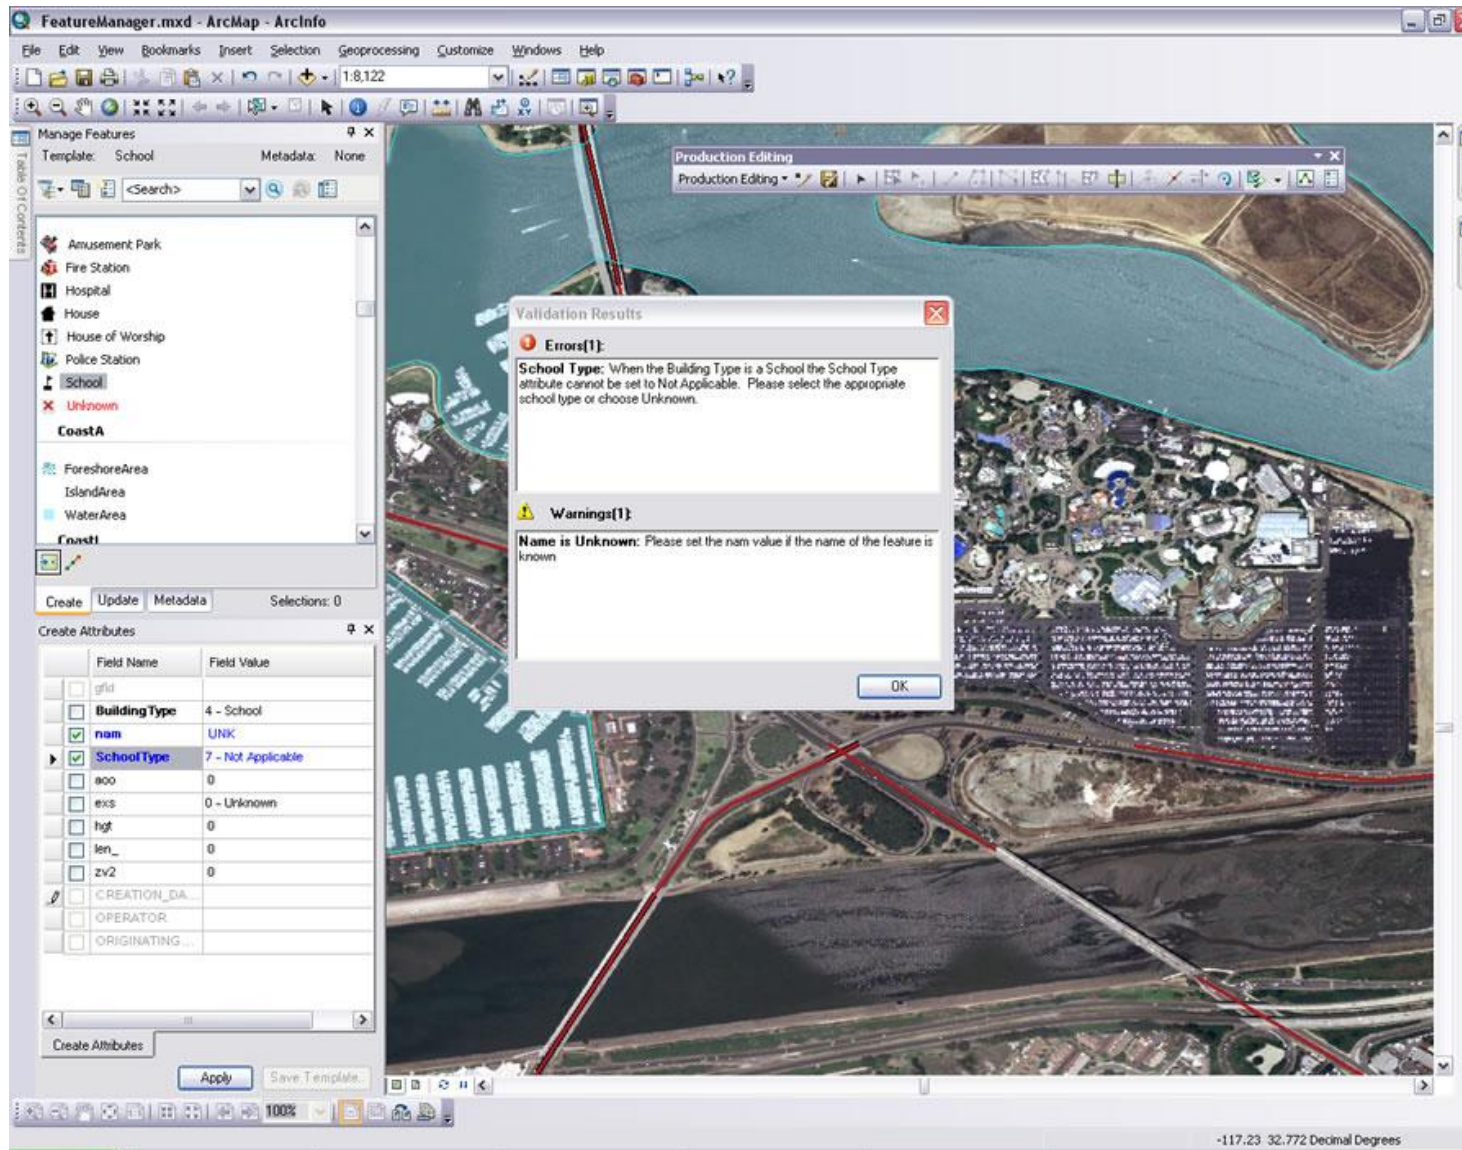 FeatureManager.mxd - ArcMap - ArcInfo
File Edit View Bookmarks Insert Selection Geoprocessing Customize Windows Help
1:8,122
Table Of Contents
Manage Features
Template: School Metadata: None
<Search>
Amusement Park
Fire Station
Hospital
House
House of Worship
Police Station
School
Unknown
CoastA
ForeshoreArea
IslandArea
WaterArea
CoastL
Create Update Metadata Selections: 0
Create Attributes
Field Name Field Value
gfid
BuildingType 4 - School
nam UNK
SchoolType 7 - Not Applicable
aoo 0
exs 0 - Unknown
hgt 0
len_ 0
zv2 0
CREATION_DA...
OPERATOR
ORIGINATING...
Create Attributes
Apply Save Template...
100%
Production Editing
Production Editing
Validation Results
Errors(1):
School Type: When the Building Type is a School the School Type
attribute cannot be set to Not Applicable. Please select the appropriate
school type or choose Unknown.
Warnings(1):
Name is Unknown: Please set the nam value if the name of the feature is
known
OK
-117.23 32.772 Decimal Degrees